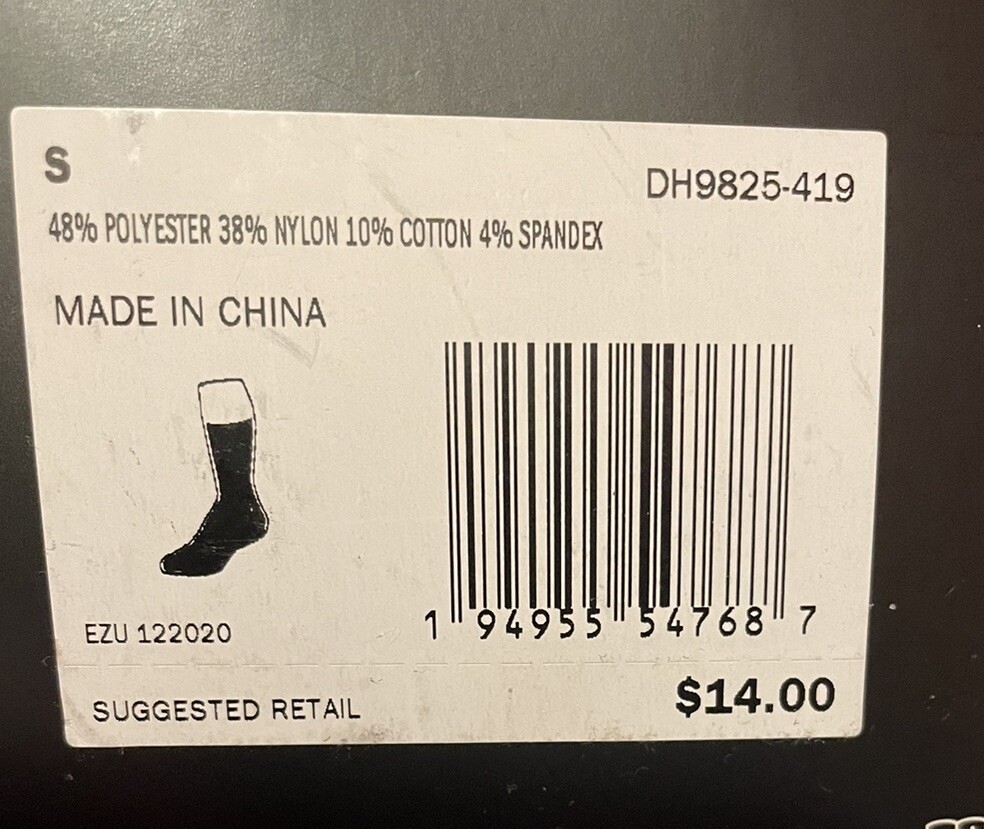 S
DH9825-419
48% POLYESTER 38% NYLON 10% COTTON 4% SPANDEX
MADE IN CHINA
EZU 122020
1 94955 54768 7
SUGGESTED RETAIL
$14.00